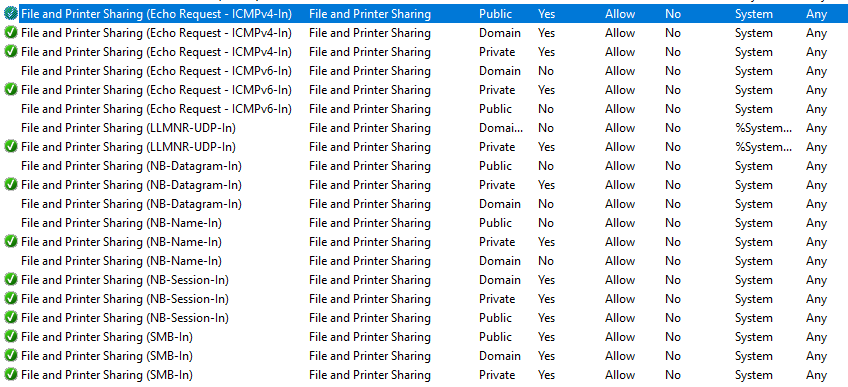 File and Printer Sharing (Echo Request - ICMPv4-In) File and Printer Sharing Public Yes Allow No System Any
File and Printer Sharing (Echo Request - ICMPv4-In) File and Printer Sharing Domain Yes Allow No System Any
File and Printer Sharing (Echo Request - ICMPv4-In) File and Printer Sharing Private Yes Allow No System Any
File and Printer Sharing (Echo Request - ICMPv6-In) File and Printer Sharing Domain No Allow No System Any
File and Printer Sharing (Echo Request - ICMPv6-In) File and Printer Sharing Private Yes Allow No System Any
File and Printer Sharing (Echo Request - ICMPv6-In) File and Printer Sharing Public No Allow No System Any
File and Printer Sharing (LLMNR-UDP-In) File and Printer Sharing Domai... No Allow No %System... Any
File and Printer Sharing (LLMNR-UDP-In) File and Printer Sharing Private Yes Allow No %System... Any
File and Printer Sharing (NB-Datagram-In) File and Printer Sharing Public No Allow No System Any
File and Printer Sharing (NB-Datagram-In) File and Printer Sharing Private Yes Allow No System Any
File and Printer Sharing (NB-Datagram-In) File and Printer Sharing Domain No Allow No System Any
File and Printer Sharing (NB-Name-In) File and Printer Sharing Public No Allow No System Any
File and Printer Sharing (NB-Name-In) File and Printer Sharing Private Yes Allow No System Any
File and Printer Sharing (NB-Name-In) File and Printer Sharing Domain No Allow No System Any
File and Printer Sharing (NB-Session-In) File and Printer Sharing Domain Yes Allow No System Any
File and Printer Sharing (NB-Session-In) File and Printer Sharing Private Yes Allow No System Any
File and Printer Sharing (NB-Session-In) File and Printer Sharing Public Yes Allow No System Any
File and Printer Sharing (SMB-In) File and Printer Sharing Public Yes Allow No System Any
File and Printer Sharing (SMB-In) File and Printer Sharing Domain Yes Allow No System Any
File and Printer Sharing (SMB-In) File and Printer Sharing Private Yes Allow No System Any